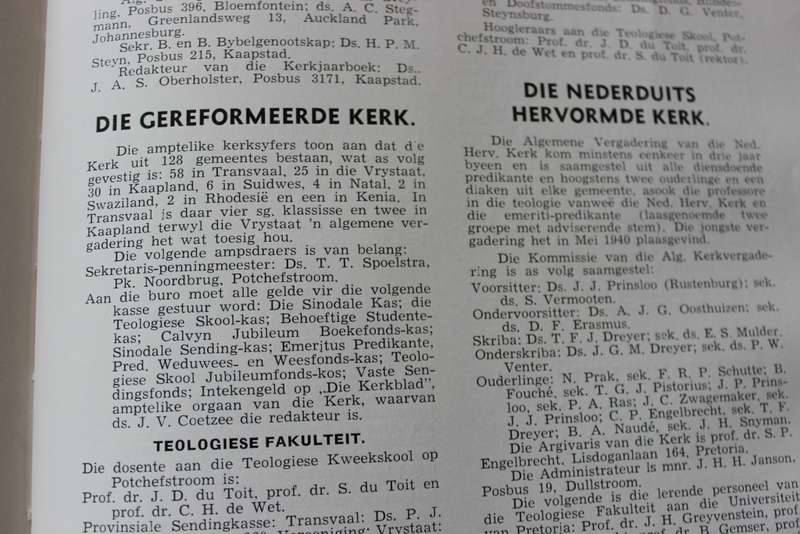 ling, Posbus 396, Bloemfontein; ds. A. C. Steg-
mann, Greenlandsweg 13, Auckland Park,
Johannesburg.
Sekr. B. en B. Bybelgenootskap: Ds. H. P. M.
Steyn, Posbus 215, Kaapstad.
Redakteur van die Kerkjaarboek: Ds..
J. A. S. Oberholster, Posbus 3171, Kaapstad.
DIE GEREFORMEERDE KERK.
Die amptelike kerksyfers toon aan dat die
Kerk uit 128 gemeentes bestaan, wat as volg
gevestig is: 58 in Transvaal, 25 in die Vrystaat,
30 in Kaapland, 6 in Suidwes, 4 in Natal, 2 in
Swaziland, 2 in Rhodesië en een in Kenia. In
Transvaal is daar vier sg. klassisse en twee in
Kaapland terwyl die Vrystaat 'n algemene ver-
gadering het wat toesig hou.
Die volgende ampsdraers is van belang:
Sekretaris-penningmeester: Ds. T. T. Spoelstra,
Pk. Noordbrug, Potchefstroom.
Aan die buro moet alle gelde vir die volgende
kasse gestuur word: Die Sinodale Kas; die
Teologiese Skool-kas; Behoeftige Studente-
kas; Calvyn Jubileum Boekefonds-kas;
Sinodale Sending-kas; Emeritus Predikante,
Pred. Weduwees- en Weesfonds-kas; Teolo-
giese Skool Jubileumfonds-kos; Vaste Sen-
dingsfonds; Intekengeld op „Die Kerkblad",
amptelike orgaan van die Kerk, waarvan
ds. J. V. Coetzee die redakteur is.
TEOLOGIESE FAKULTEIT.
Die dosente aan die Teologiese Kweekskool op
Potchefstroom is:
Prof. dr. J. D. du Toit, prof. dr. S. du Toit en
prof. dr. C. H. de Wet.
Provinsiale Sendingkasse: Transvaal: Ds. P. J.
Vereeniging; Vrystaat:
en Doofstommesfonds: Ds. D. G. Venter,
Steynsburg.
Hoogleraars aan die Teologiese Skool, Pot-
chefstroom: Prof. dr. J. D. du Toit, prof. dr.
C. J. H. de Wet en prof. dr. S. du Toit (rektor).
DIE NEDERDUITS
HERVORMDE KERK.
Die Algemene Vergadering van die Ned.
Herv. Kerk kom minstens eenkeer in drie jaar
byeen en is saamgestel uit alle diensdoende
predikante en hoogstens twee ouderlinge en een
diaken uit elke gemeente, asook die professore
in die teologie vanweë die Ned. Herv. Kerk en
die emeriti-predikante (laasgenoemde twee
groepe met adviserende stem). Die jongste ver-
gadering het in Mei 1940 plaasgevind.
Die Kommissie van die Alg. Kerkvergade-
ring is as volg saamgestel:
Voorsitter: Ds. J. J. Prinsloo (Rustenburg); sek.
ds. S. Vermooten.
Ondervoorsitter: Ds. A. J. G. Oosthuizen; sek.
ds. D. F. Erasmus.
Skriba: Ds. T. F. J. Dreyer; sek. ds. E. S. Mulder.
Onderskriba: Ds. J. G. M. Dreyer; sek. ds. P. W.
Venter.
Ouderlinge: N. Prak, sek. F. R. P. Schutte; B.
Fouché, sek. T. G. J. Pistorius; J. P. Prins-
loo, sek. P. A. Ras; J. C. Zwagemaker, sek.
J. J. Prinsloo; C. P. Engelbrecht, sek. T. F.
Dreyer; B. A. Naudé, sek. J. H. Snyman.
Die Argivaris van die Kerk is prof. dr. S. P.
Engelbrecht, Lisdoganlaan 164, Pretoria.
Die Administrateur is mnr. J. H. H. Janson.
Posbus 19, Dullstroom.
Die volgende is die lerende personeel van
die Teologiese Fakulteit aan die Universiteit
van Pretoria: Prof. dr. J. H. Greyvenstein, prof.
dr. B. Gemser, prof.